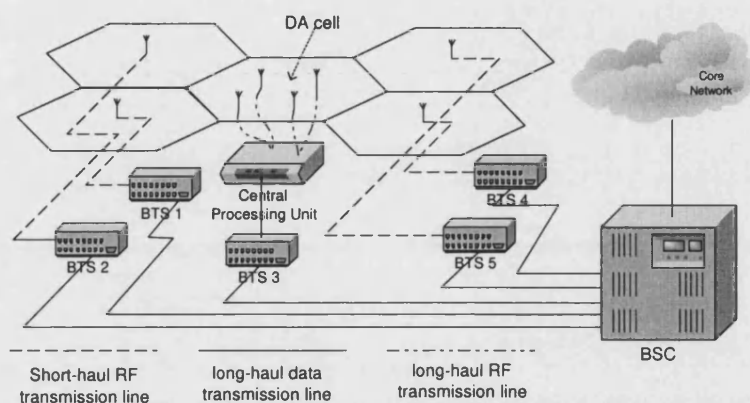 DA cell
Core
Network
BTS 1
Central
Processing Unit
BTS 4
BTS 2
BTS 3
BTS 5
BSC
Short-haul RF
transmission line
long-haul data
transmission line
long-haul RF
transmission line